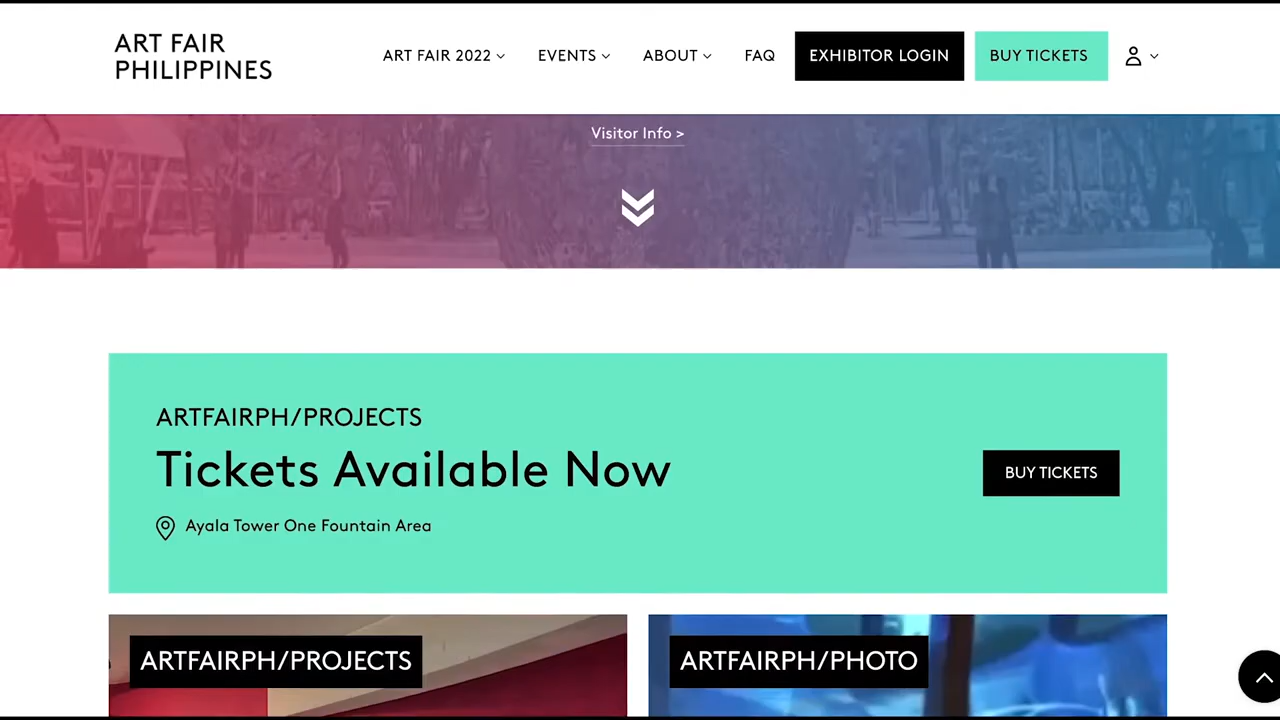 ART FAIR
PHILIPPINES
ART FAIR 2022
EVENTS
ABOUT
FAQ
EXHIBITOR LOGIN
BUY TICKETS
Visitor Info >
ARTFAIRPH/PROJECTS
Tickets Available Now
Ayala Tower One Fountain Area
BUY TICKETS
ARTFAIRPH/PROJECTS
ARTFAIRPH/PHOTO